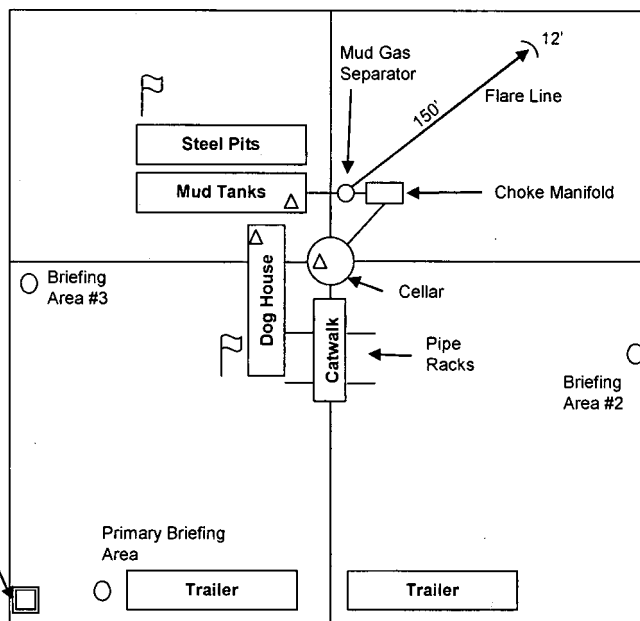 12'
Mud Gas
Separator
Flare Line
150'
Steel Pits
Mud Tanks
Choke Manifold
Briefing
Area #3
Dog House
Cellar
Catwalk
Pipe
Racks
Briefing
Area #2
Primary Briefing
Area
Trailer
Trailer